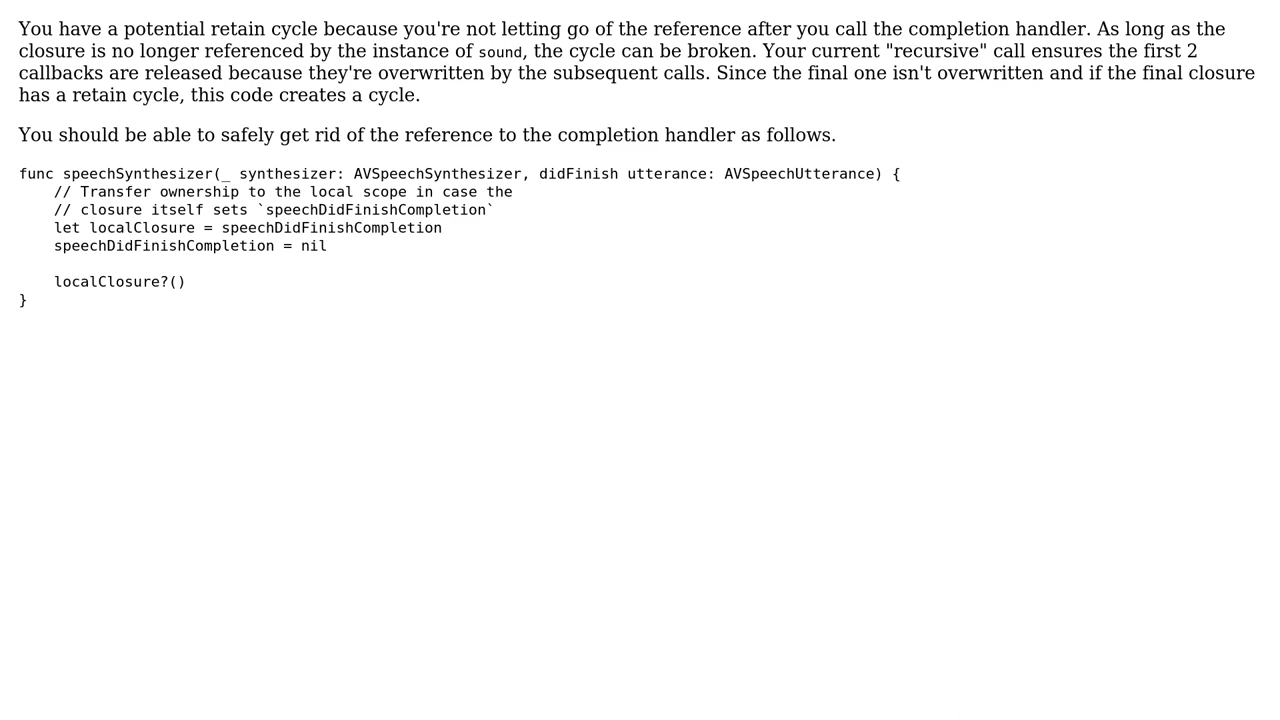 You have a potential retain cycle because you're not letting go of the reference after you call the completion handler. As long as the
closure is no longer referenced by the instance of sound, the cycle can be broken. Your current "recursive" call ensures the first 2
callbacks are released because they're overwritten by the subsequent calls. Since the final one isn't overwritten and if the final closure
has a retain cycle, this code creates a cycle.
You should be able to safely get rid of the reference to the completion handler as follows.
func speechSynthesizer(_ synthesizer: AVSpeechSynthesizer, didFinish utterance: AVSpeechUtterance) {
    // Transfer ownership to the local scope in case the
    // closure itself sets `speechDidFinishCompletion`
    let localClosure = speechDidFinishCompletion
    speechDidFinishCompletion = nil
    localClosure?()
}